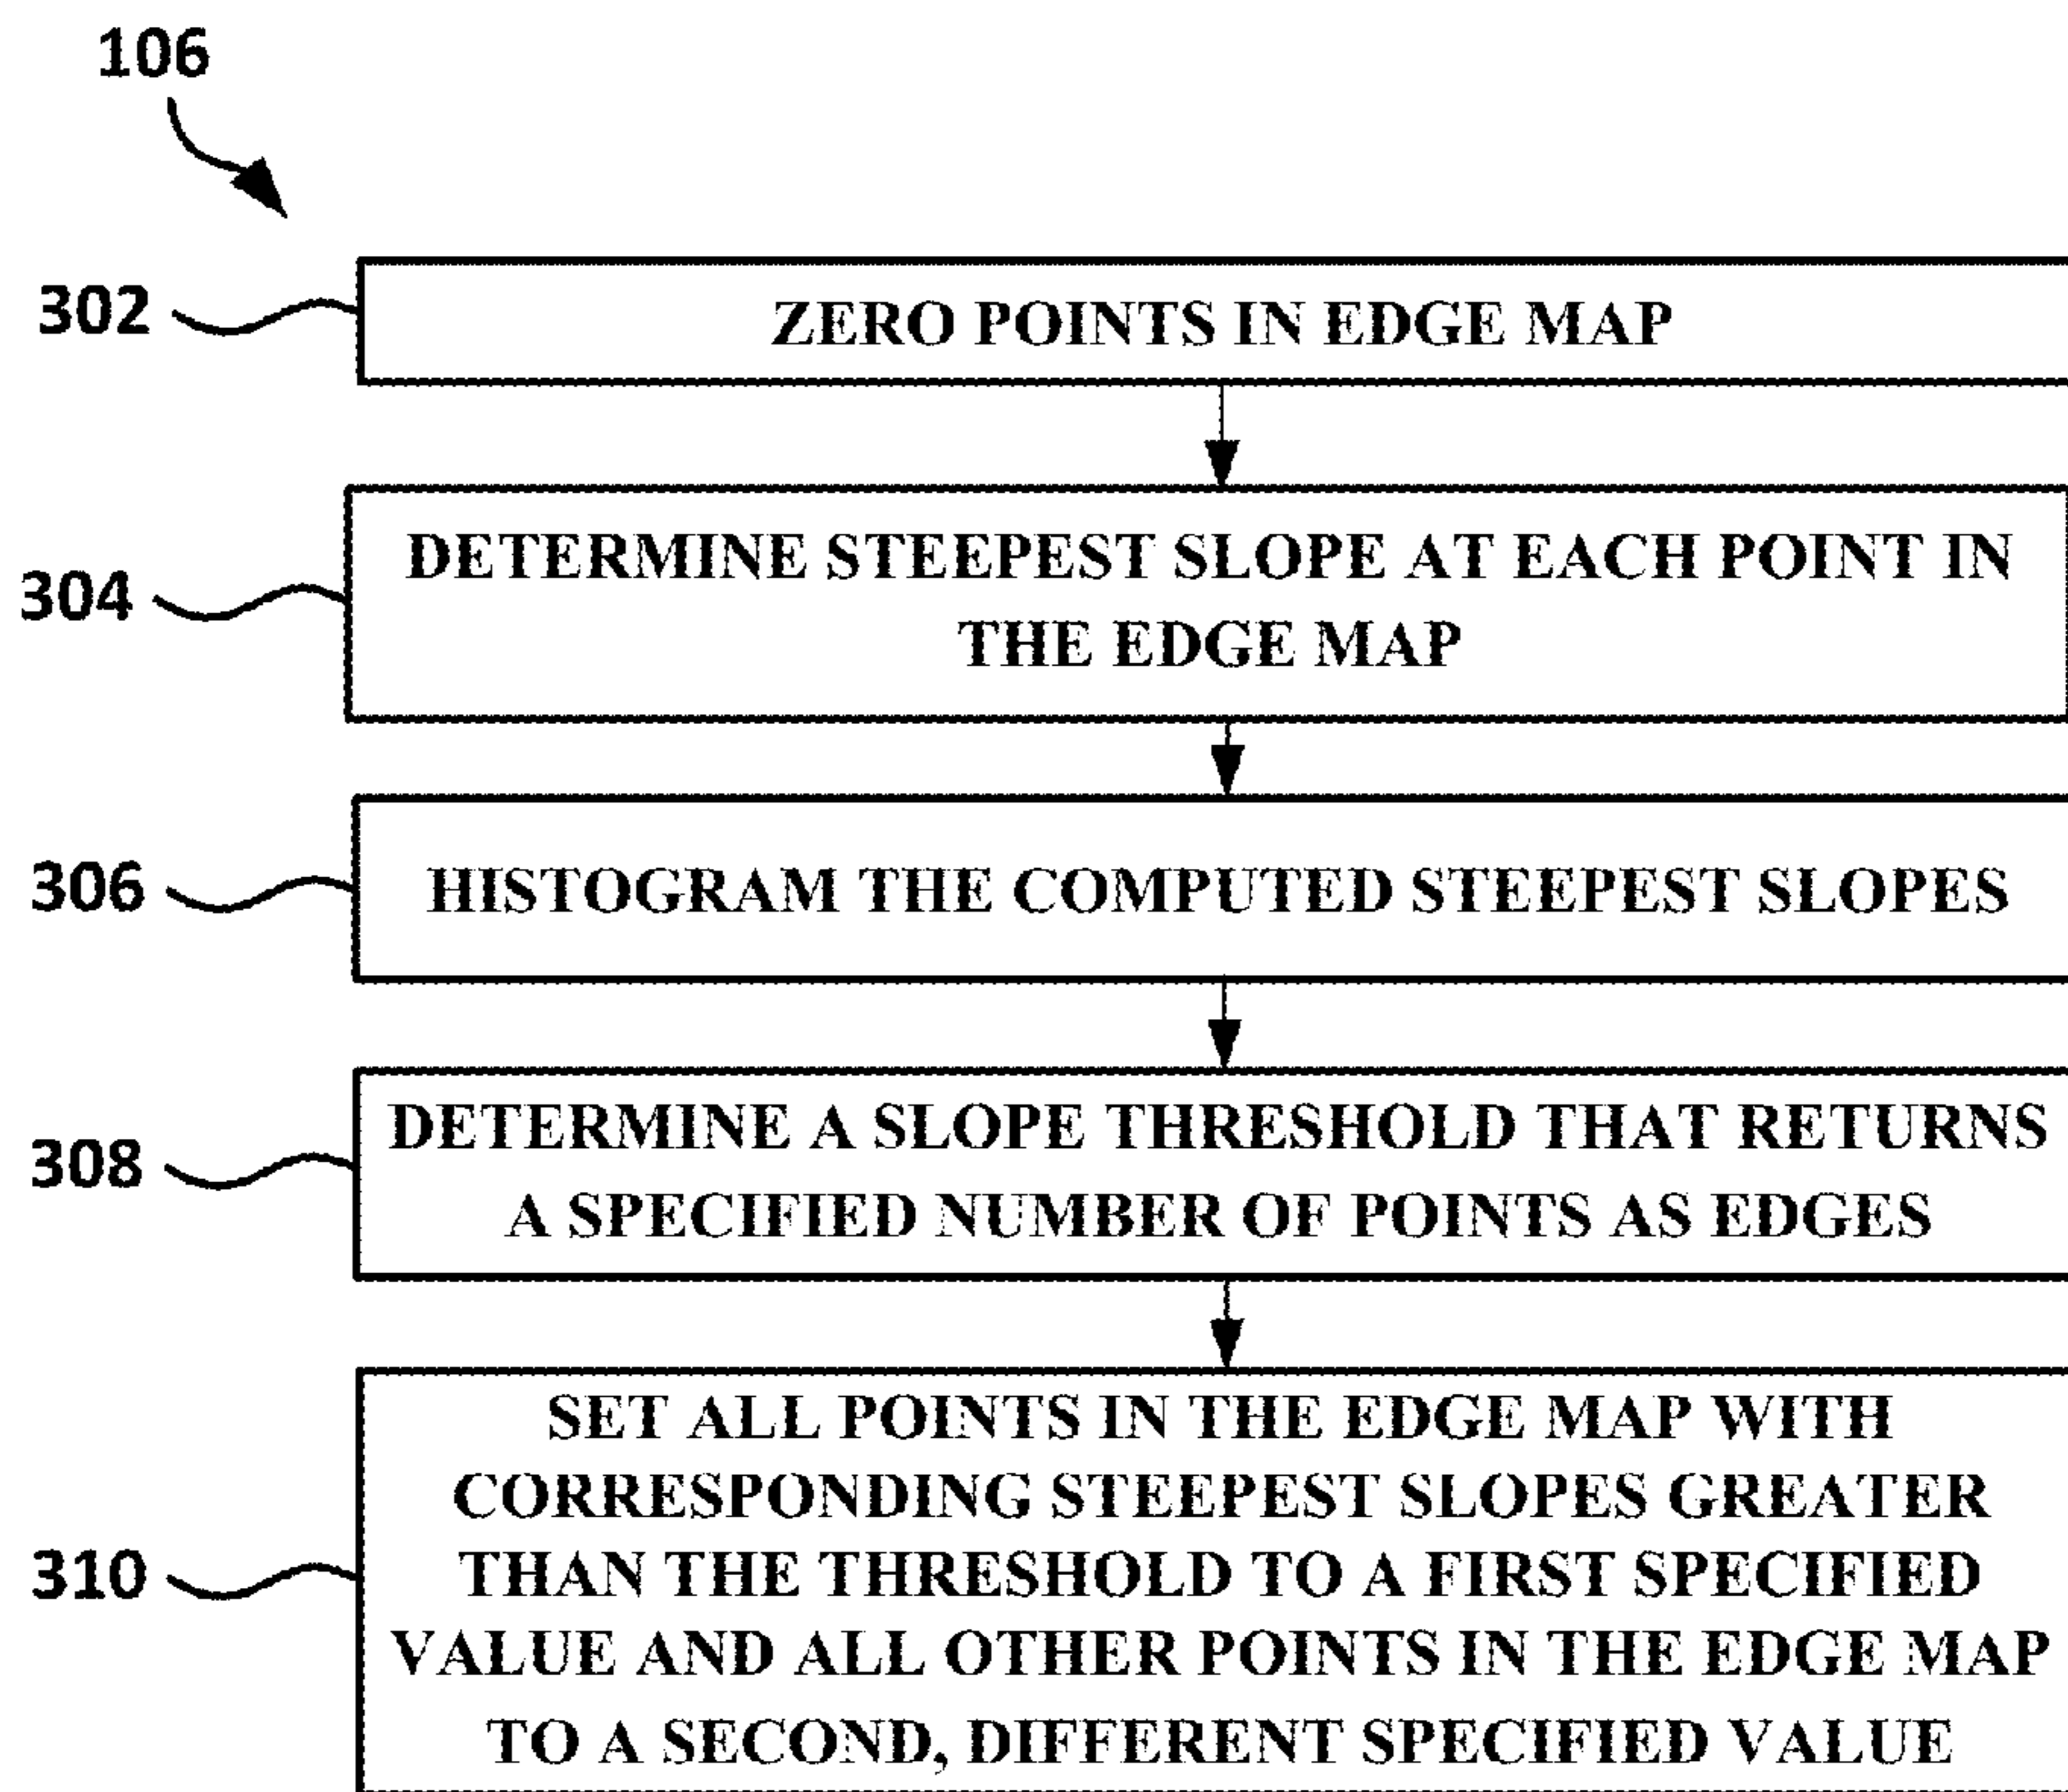 106
302
ZERO POINTS IN EDGE MAP
304
DETERMINE STEEPEST SLOPE AT EACH POINT IN
THE EDGE MAP
306
HISTOGRAM THE COMPUTED STEEPEST SLOPES
308
DETERMINE A SLOPE THRESHOLD THAT RETURNS
A SPECIFIED NUMBER OF POINTS AS EDGES
310
SET ALL POINTS IN THE EDGE MAP WITH
CORRESPONDING STEEPEST SLOPES GREATER
THAN THE THRESHOLD TO A FIRST SPECIFIED
VALUE AND ALL OTHER POINTS IN THE EDGE MAP
TO A SECOND, DIFFERENT SPECIFIED VALUE